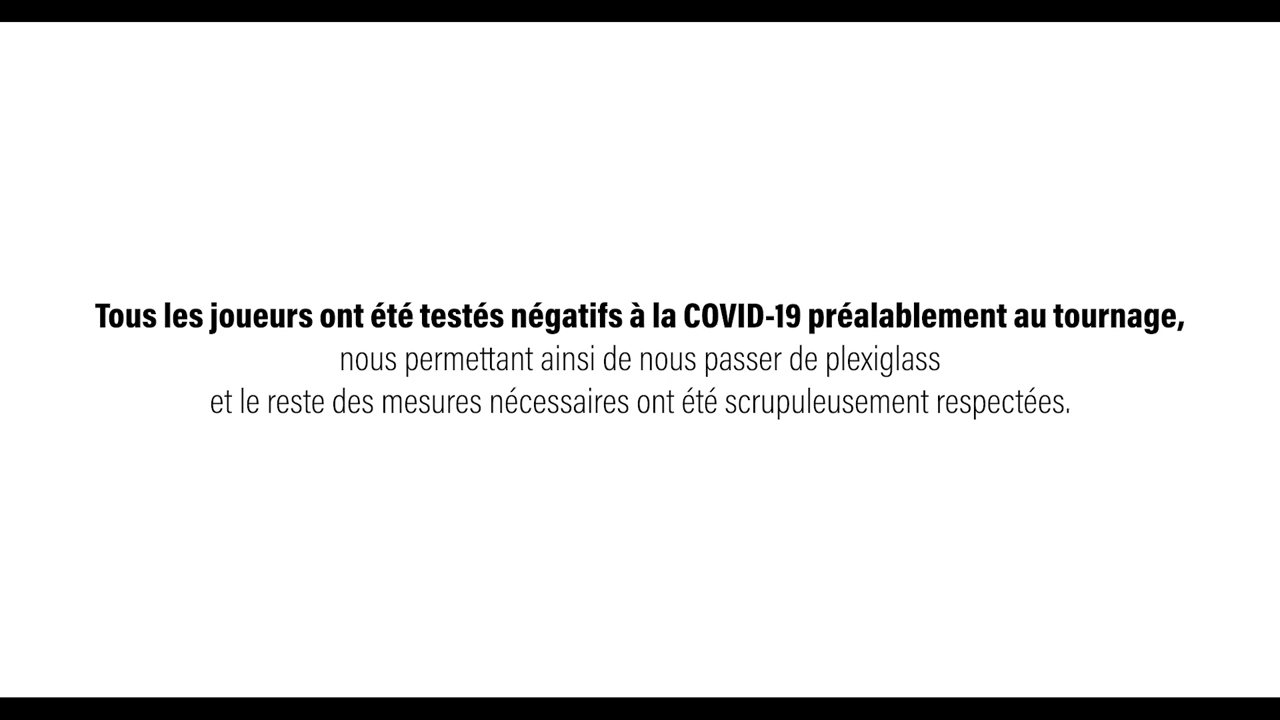 Tous les joueurs ont été testés négatifs à la COVID-19 préalablement au tournage,
nous permettant ainsi de nous passer de plexiglass
et le reste des mesures nécessaires ont été scrupuleusement respectées.